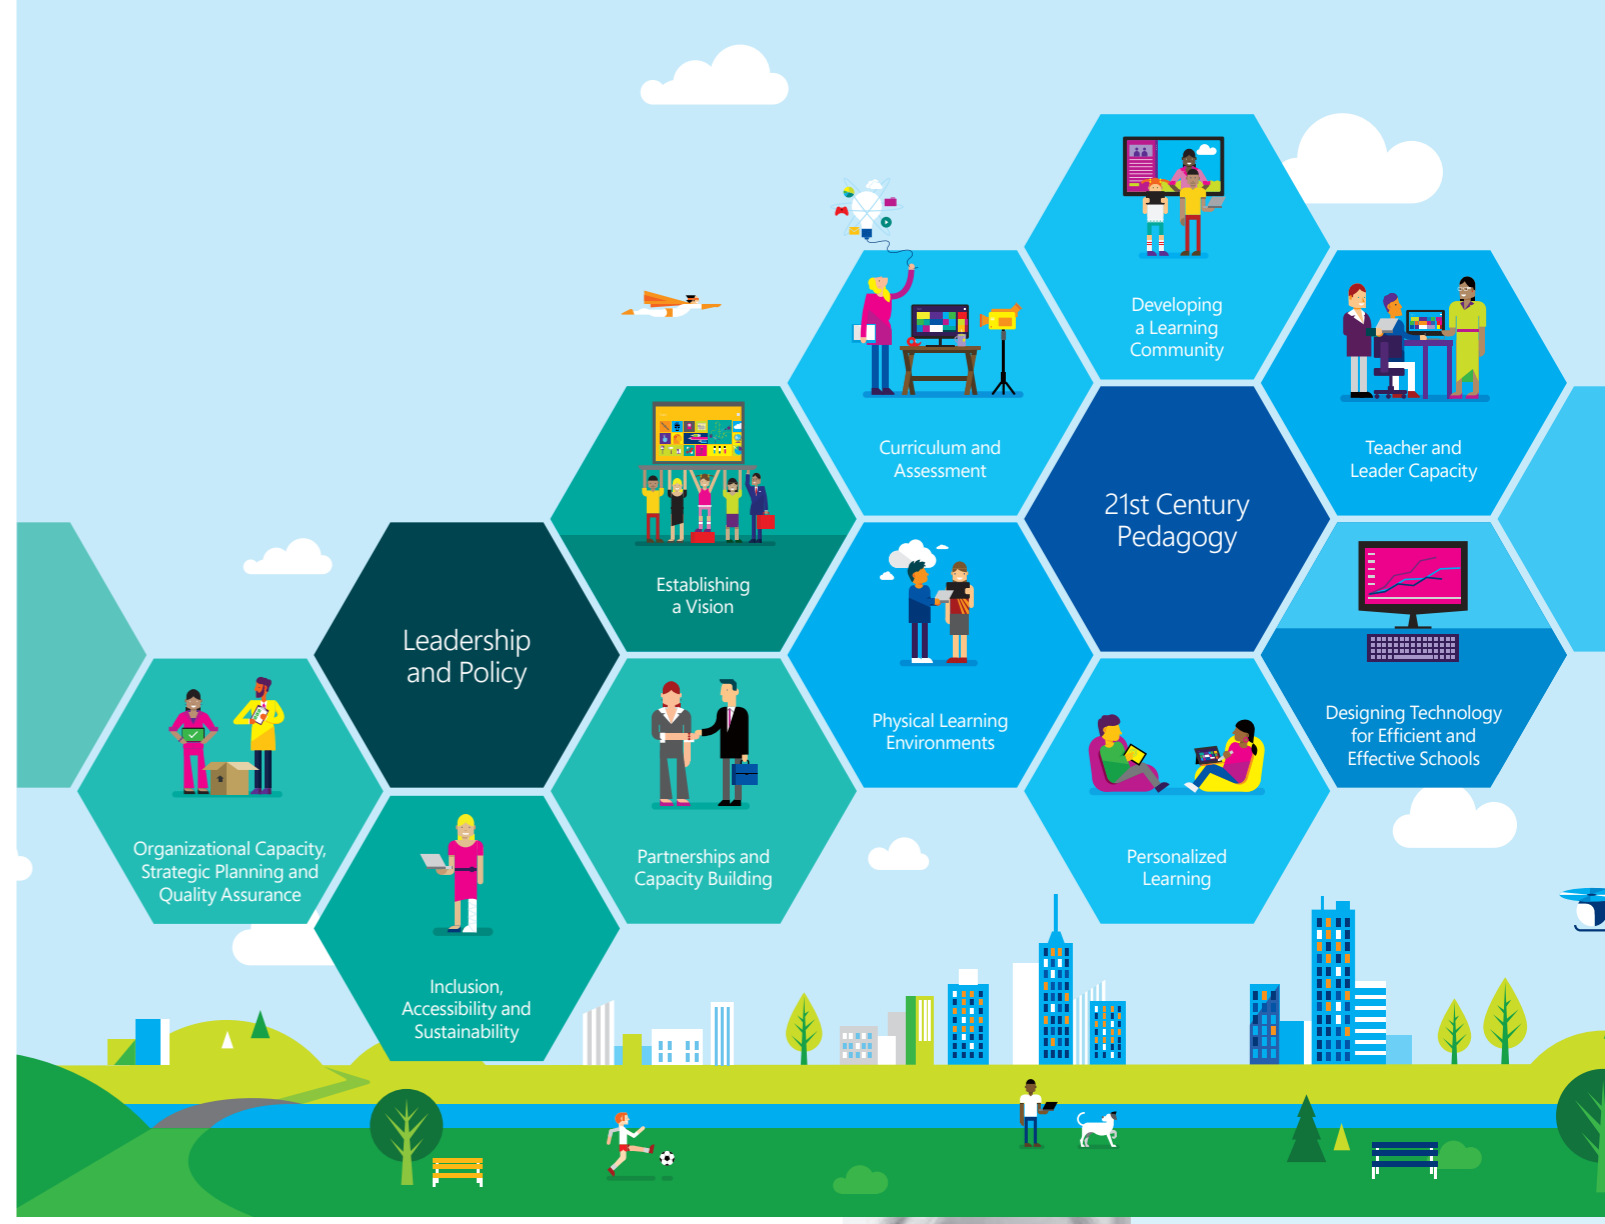 Developing
a Learning
Community
Curriculum and
Assessment
Teacher and
Leader Capacity
21st Century
Pedagogy
Establishing
a Vision
Leadership
and Policy
Physical Learning
Environments
Designing Technology
for Efficient and
Effective Schools
Organizational Capacity,
Strategic Planning and
Quality Assurance
Partnerships and
Capacity Building
Personalized
Learning
Inclusion,
Accessibility and
Sustainability